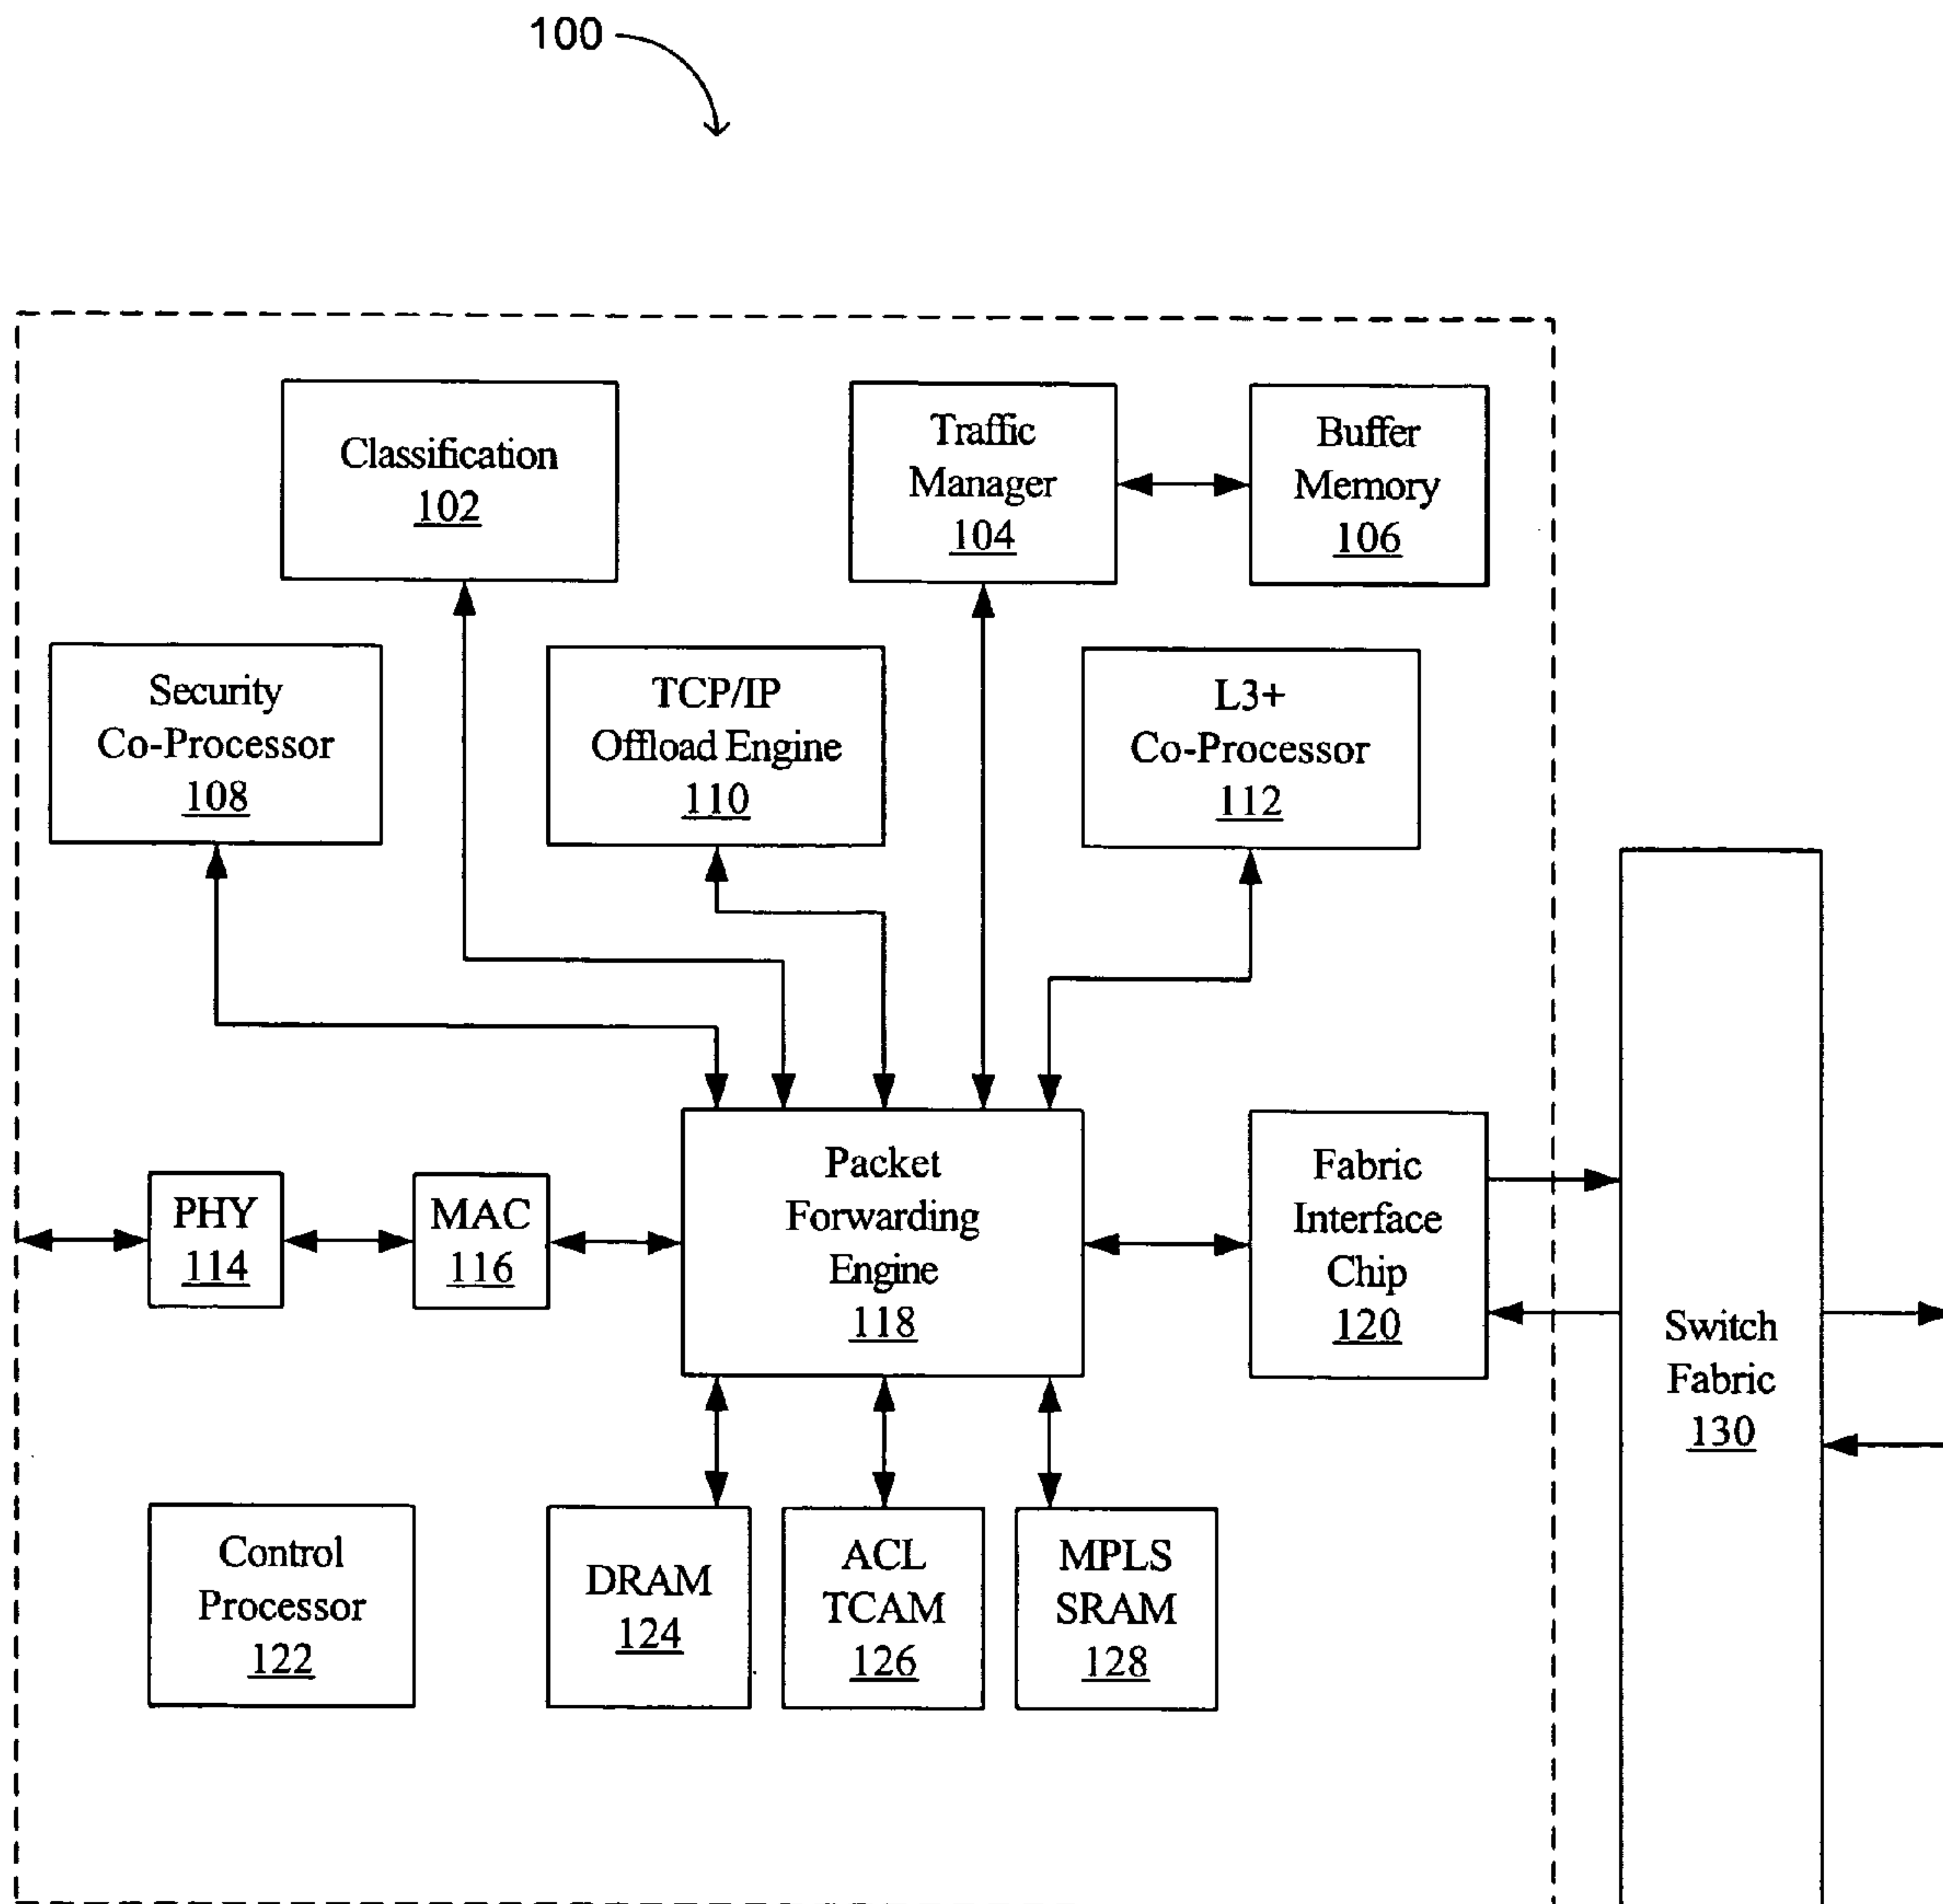 100
Classification
102
Traffic
Manager
104
Buffer
Memory
106
Security
Co-Processor
108
TCP/IP
Offload Engine
110
L3+
Co-Processor
112
PHY
114
MAC
116
Packet
Forwarding
Engine
118
Fabric
Interface
Chip
120
Switch
Fabric
130
Control
Processor
122
DRAM
124
ACL
TCAM
126
MPLS
SRAM
128